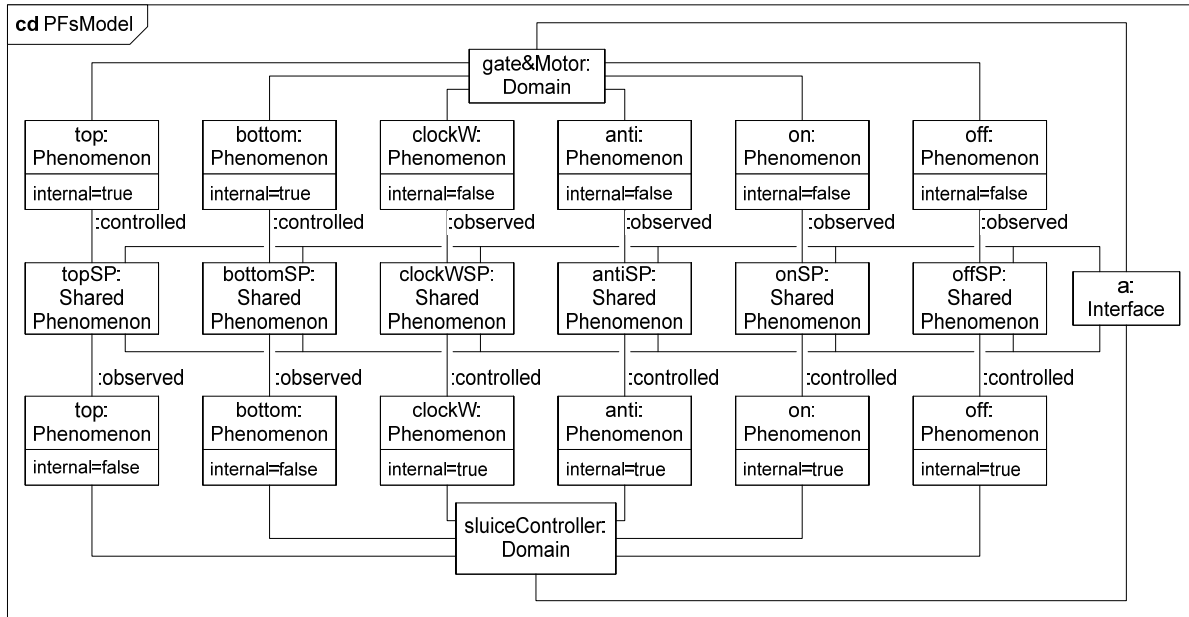 cd PFsModel
gate&Motor:
Domain
top:
Phenomenon
internal=true
bottom:
Phenomenon
internal=true
clockW:
Phenomenon
internal=false
anti:
Phenomenon
internal=false
on:
Phenomenon
internal=false
off:
Phenomenon
internal=false
:controlled
:controlled
:observed
:observed
:observed
:observed
topSP:
Shared
Phenomenon
bottomSP:
Shared
Phenomenon
clockWSP:
Shared
Phenomenon
antiSP:
Shared
Phenomenon
onSP:
Shared
Phenomenon
offSP:
Shared
Phenomenon
a:
Interface
:observed
:observed
:controlled
:controlled
:controlled
:controlled
top:
Phenomenon
internal=false
bottom:
Phenomenon
internal=false
clockW:
Phenomenon
internal=true
anti:
Phenomenon
internal=true
on:
Phenomenon
internal=true
off:
Phenomenon
internal=true
sluiceController:
Domain